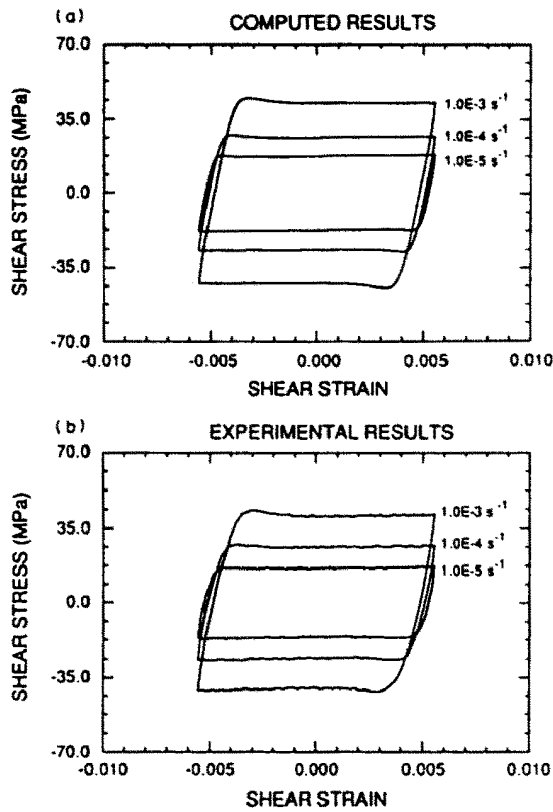 (a)
COMPUTED RESULTS
70.0
35.0
0.0
-35.0
-70.0
SHEAR STRESS (MPa)
1.0E-3 s⁻¹
1.0E-4 s⁻¹
1.0E-5 s⁻¹
-0.010 -0.005 0.000 0.005 0.010
SHEAR STRAIN
(b)
EXPERIMENTAL RESULTS
70.0
35.0
0.0
-35.0
-70.0
SHEAR STRESS (MPa)
1.0E-3 s⁻¹
1.0E-4 s⁻¹
1.0E-5 s⁻¹
-0.010 -0.005 0.000 0.005 0.010
SHEAR STRAIN